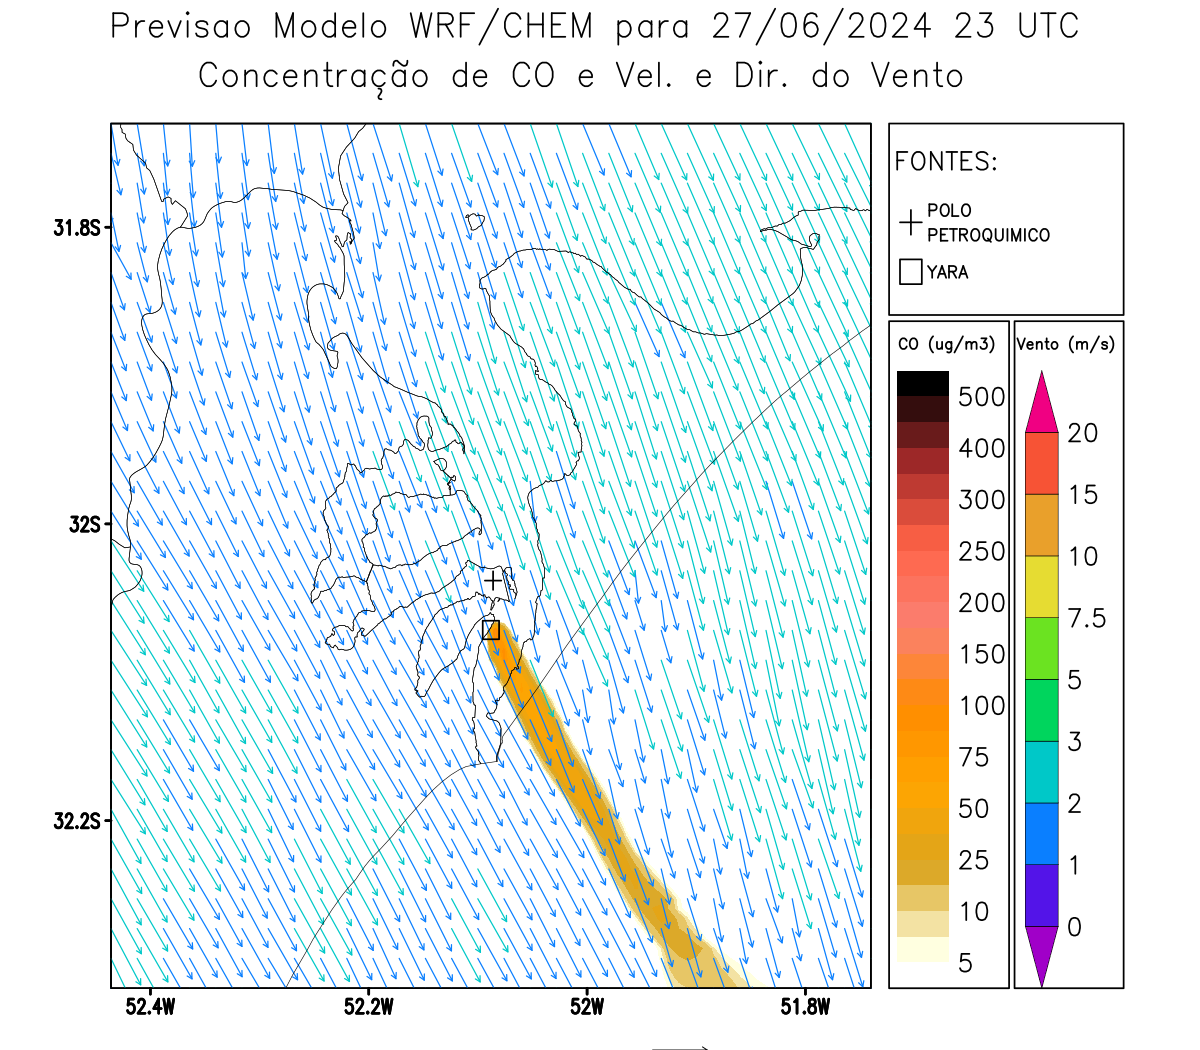 Previsao Modelo WRF/CHEM para 27/06/2024 23 UTC
Concentração de CO e Vel. e Dir. do Vento
FONTES:
POLO
PETROQUIMICO
YARA
31.8S
32S
32.2S
52.4W
52.2W
52W
51.8W
CO (ug/m3)
500
400
300
250
200
150
100
75
50
25
10
5
Vento (m/s)
20
15
10
7.5
5
3
2
1
0